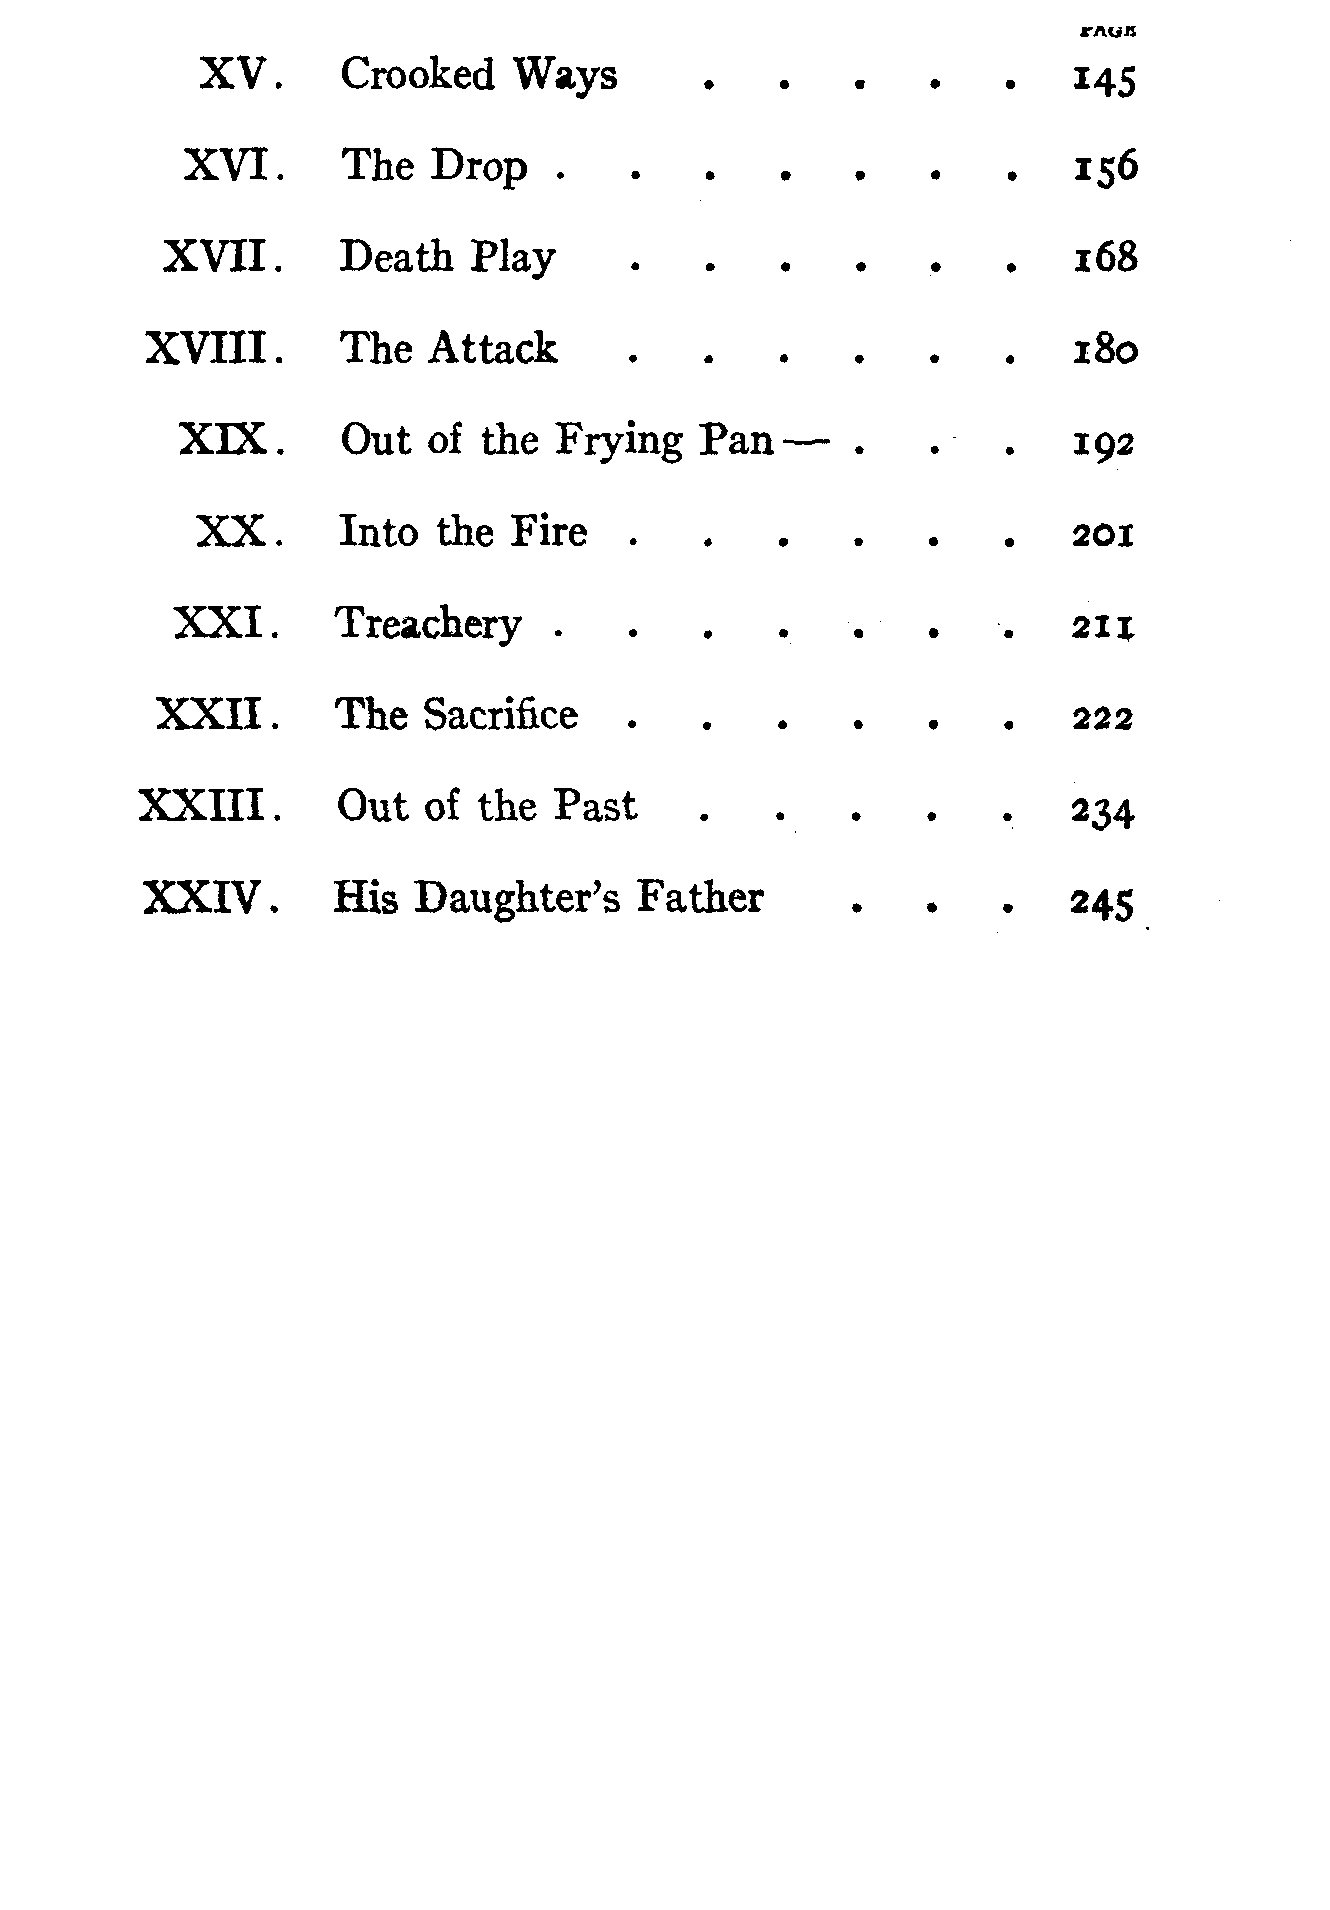 PAGE
XV. Crooked Ways . . . . . 145
XVI. The Drop . . . . . . . 156
XVII. Death Play . . . . . . 168
XVIII. The Attack . . . . . . 180
XIX. Out of the Frying Pan— . . . 192
XX. Into the Fire . . . . . . 201
XXI. Treachery . . . . . . . 211
XXII. The Sacrifice . . . . . . 222
XXIII. Out of the Past . . . . . 234
XXIV. His Daughter's Father . . . 245